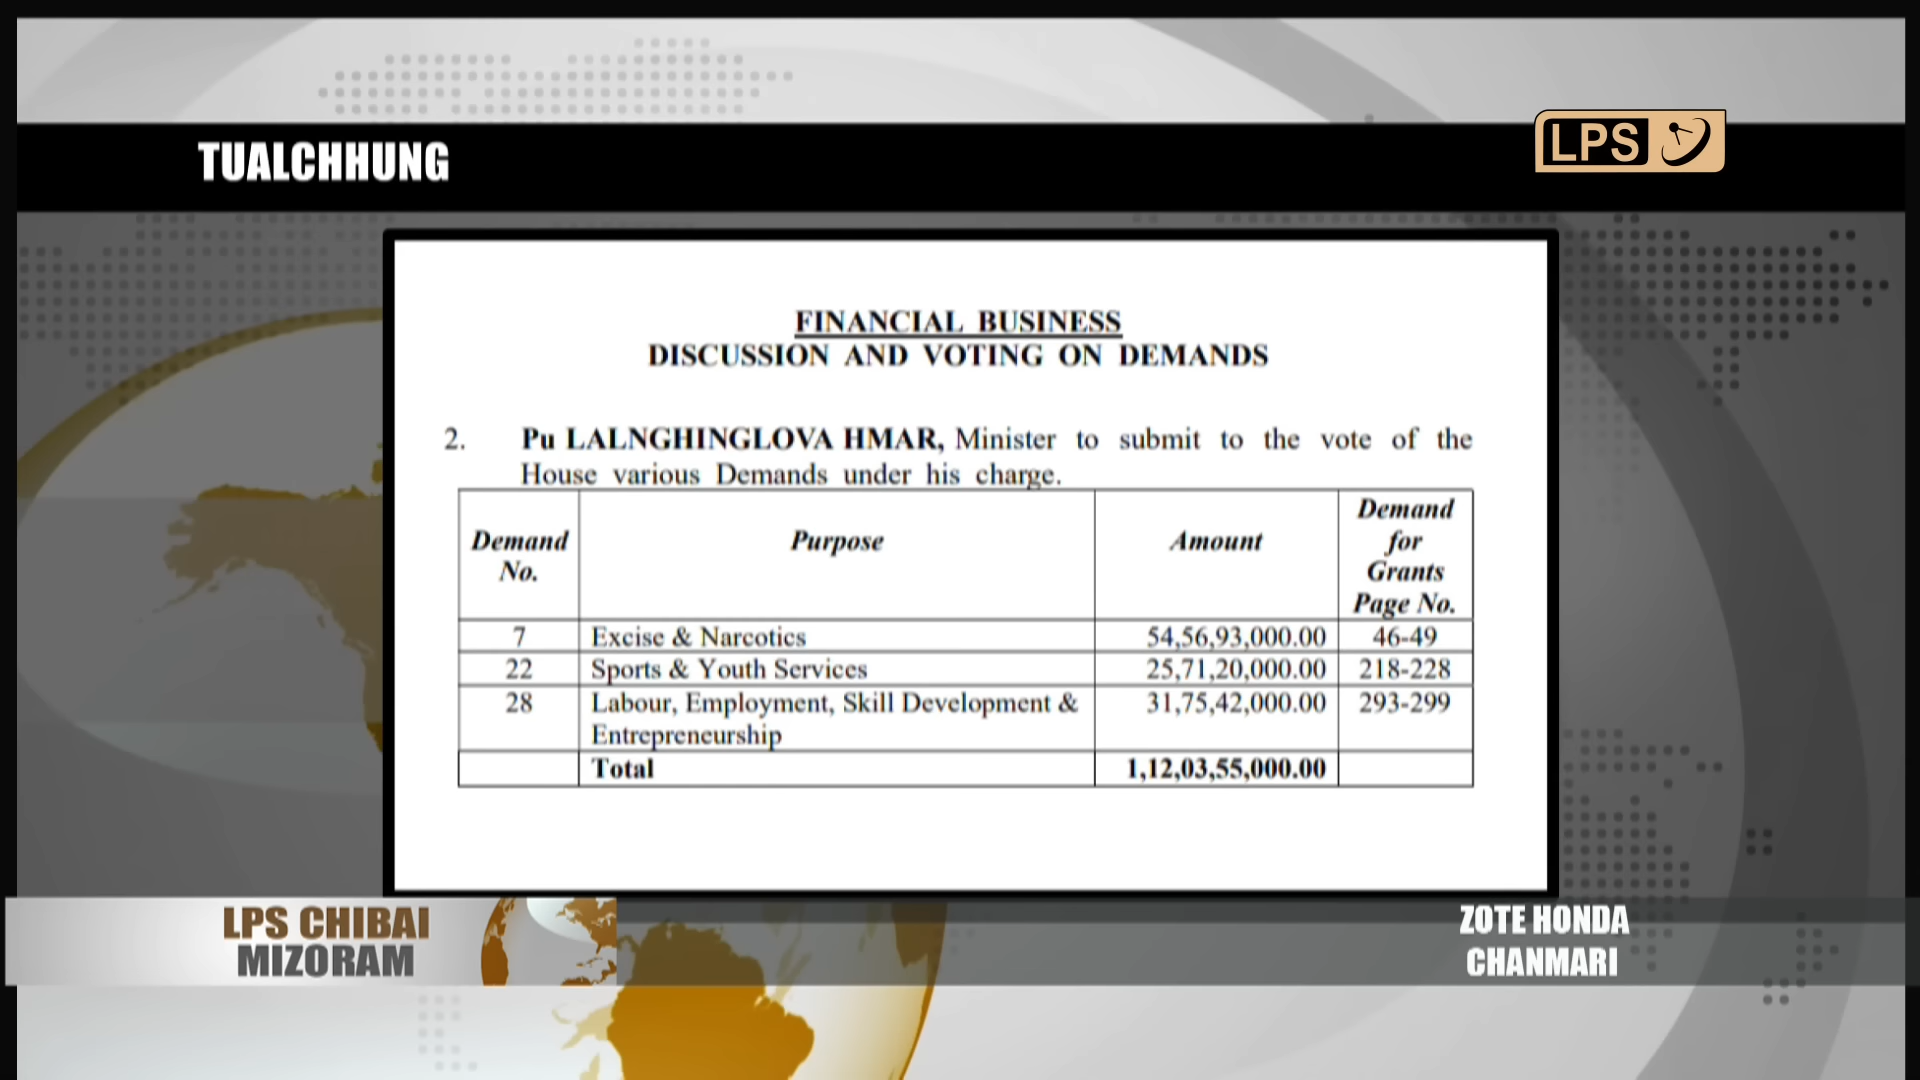 TUALCHHUNG
LPS
FINANCIAL BUSINESS
DISCUSSION AND VOTING ON DEMANDS
2. Pu LALNGHINGLOVA HMAR, Minister to submit to the vote of the
House various Demands under his charge.
Demand No. Purpose Amount Demand for Grants Page No.
7 Excise & Narcotics 54,56,93,000.00 46-49
22 Sports & Youth Services 25,71,20,000.00 218-228
28 Labour, Employment, Skill Development & 31,75,42,000.00 293-299
Entrepreneurship
Total 1,12,03,55,000.00
LPS CHIBAI
MIZORAM
ZOTE HONDA
CHANMARI